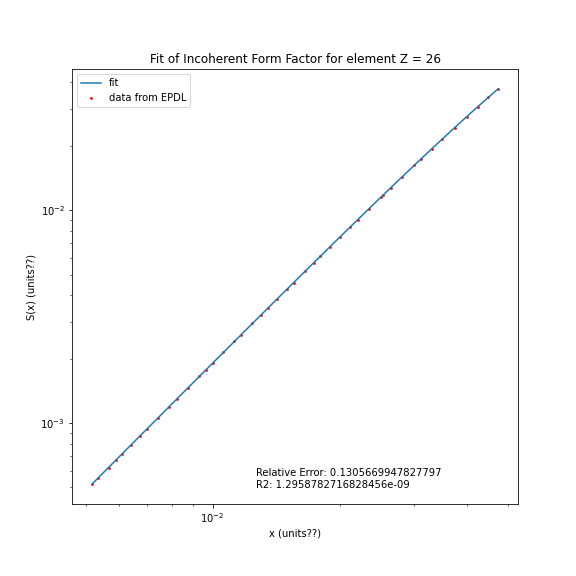 Fit of Incoherent Form Factor for element Z = 26
fit
data from EPDL
10⁻²
S(x) (units??)
10⁻³
Relative Error: 0.1305669947827797
R2: 1.2958782716828456e-09
10⁻²
x (units??)